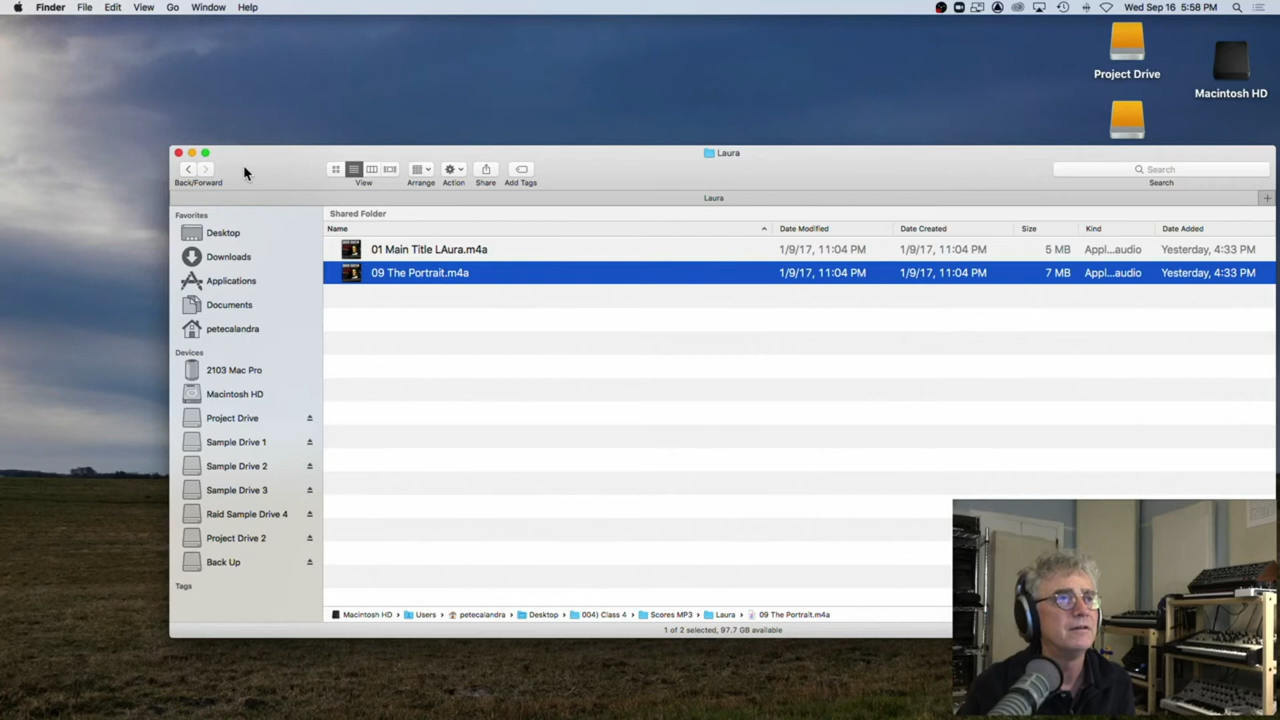 Finder File Edit View Go Window Help
Wed Sep 16 5:58 PM
Project Drive
Macintosh HD
Laura
Back/Forward
View
Arrange
Action
Share
Add Tags
Search
Search
Laura
Favorites
Desktop
Downloads
Applications
Documents
petecalandra
Devices
2103 Mac Pro
Macintosh HD
Project Drive
Sample Drive 1
Sample Drive 2
Sample Drive 3
Raid Sample Drive 4
Project Drive 2
Back Up
Tags
Shared Folder
Name Date Modified Date Created Size Kind Date Added
01 Main Title LAura.m4a 1/9/17, 11:04 PM 1/9/17, 11:04 PM 5 MB Appl...audio Yesterday, 4:33 PM
09 The Portrait.m4a 1/9/17, 11:04 PM 1/9/17, 11:04 PM 7 MB Appl...audio Yesterday, 4:33 PM
Macintosh HD Users petecalandra Desktop 004) Class 4 Scores MP3 Laura 09 The Portrait.m4a
1 of 2 selected, 97.7 GB available